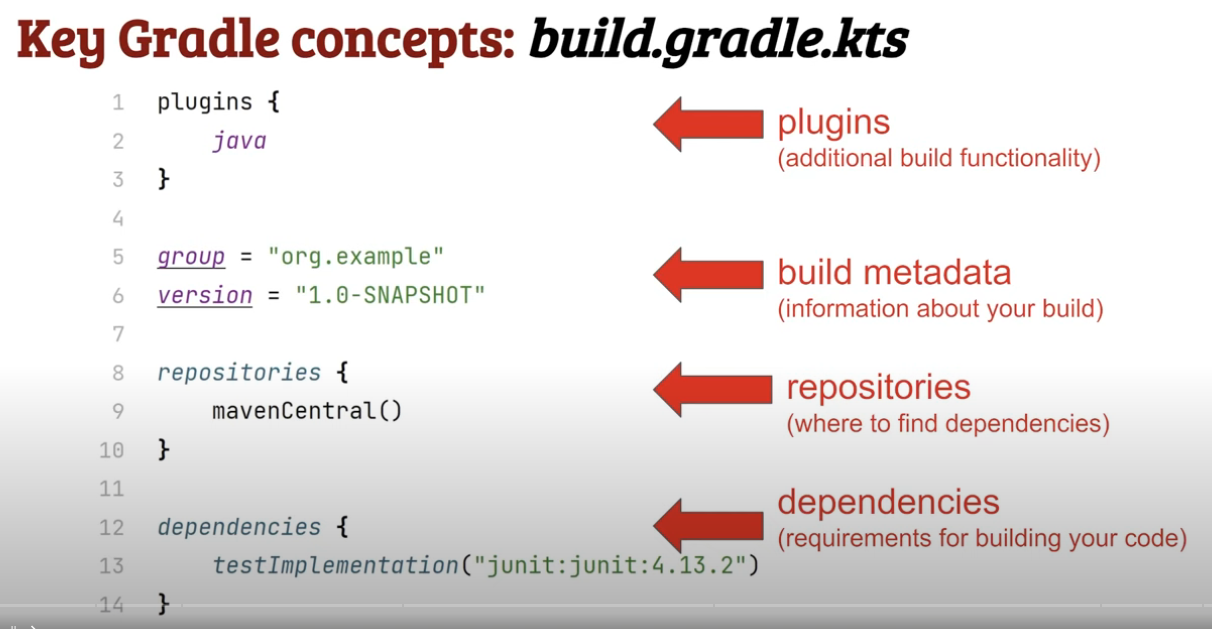 Key Gradle concepts: build.gradle.kts
1 plugins {
2 java
3 }
4
5 group = "org.example"
6 version = "1.0-SNAPSHOT"
7
8 repositories {
9 mavenCentral()
10 }
11
12 dependencies {
13 testImplementation("junit:junit:4.13.2")
14 }
plugins
(additional build functionality)
build metadata
(information about your build)
repositories
(where to find dependencies)
dependencies
(requirements for building your code)